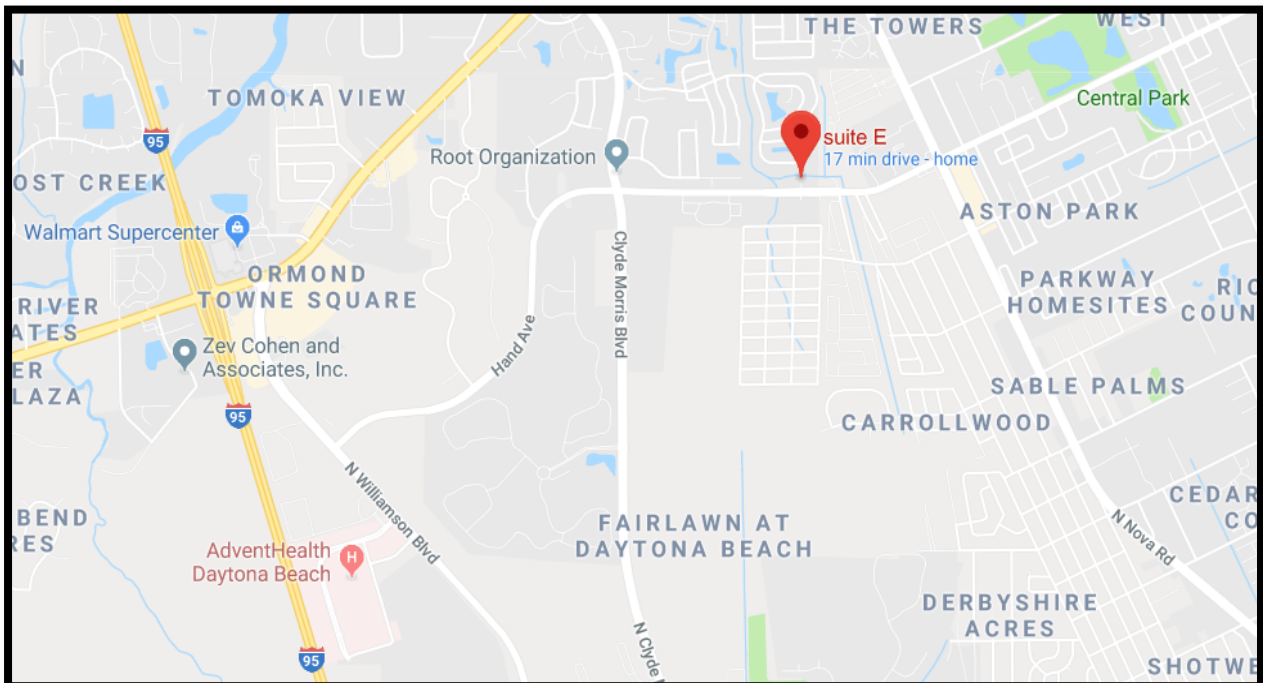 THE TOWERS
WEST
N
TOMOKA VIEW
Central Park
95
suite E
Root Organization
17 min drive - home
OST CREEK
ASTON PARK
Walmart Supercenter
ORMOND
TOWNE SQUARE
Clyde Morris Blvd
PARKWAY
HOMESITES
RIC
COUN
RIVER
ATES
Hand Ave
Zev Cohen and
Associates, Inc.
ER
LAZA
SABLE PALMS
95
CARROLLWOOD
N Williamson Blvd
CEDAR
CO
BEND
RES
FAIRLAWN AT
DAYTONA BEACH
N Nova Rd
AdventHealth
Daytona Beach
H
DERBYSHIRE
ACRES
N Clyde M
95
SHOTWE